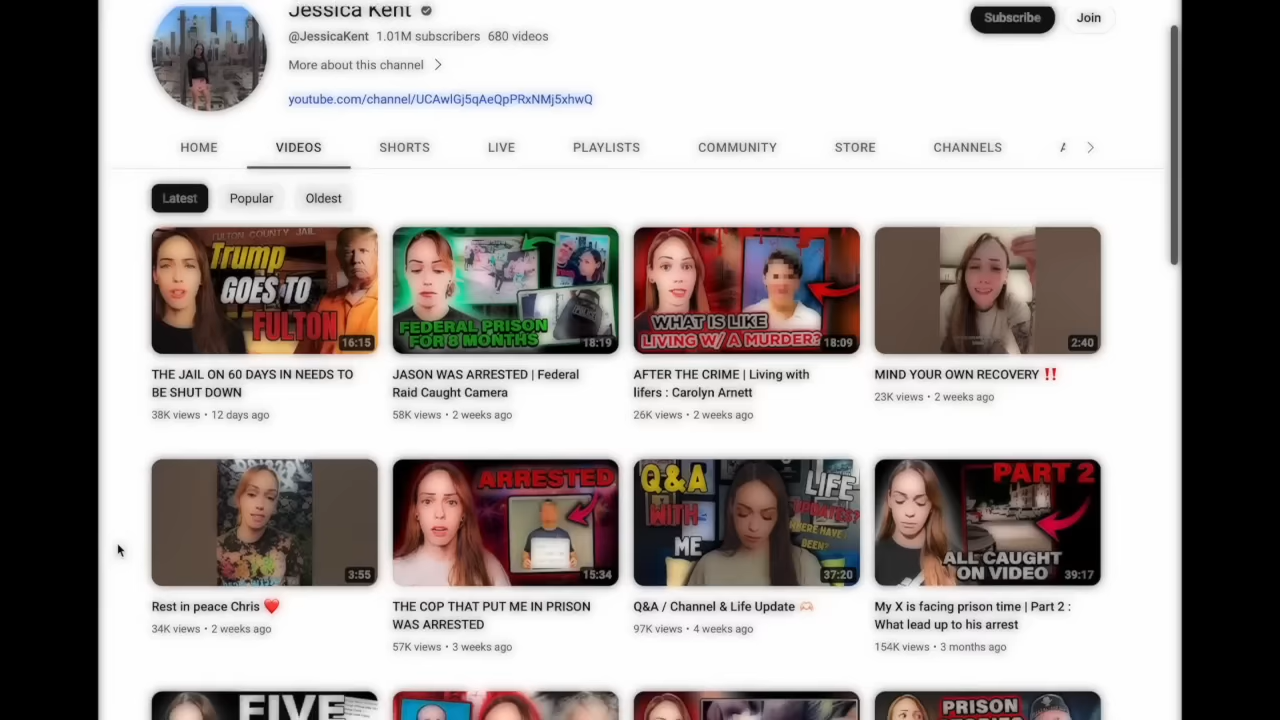 Jessica Kent
Subscribe
Join
@JessicaKent 1.01M subscribers 680 videos
More about this channel
youtube.com/channel/UCAwlGj5qAeQpPRxNMj5xhwQ
HOME VIDEOS SHORTS LIVE PLAYLISTS COMMUNITY STORE CHANNELS
Latest Popular Oldest
FULTON COUNTY JAIL
Trump
GOES TO
FULTON
16:15
FEDERAL PRISON
FOR 8 MONTHS
18:19
WHAT IS LIKE
LIVING W/ A MURDER?
18:09
2:40
THE JAIL ON 60 DAYS IN NEEDS TO
BE SHUT DOWN
38K views • 12 days ago
JASON WAS ARRESTED | Federal
Raid Caught Camera
58K views • 2 weeks ago
AFTER THE CRIME | Living with
lifers : Carolyn Arnett
26K views • 2 weeks ago
MIND YOUR OWN RECOVERY ‼️
23K views • 2 weeks ago
3:55
ARRESTED
15:34
Q&A
WITH
ME
LIFE
UPDATES?
WHERE HAVE I
BEEN?
37:20
PART 2
ALL CAUGHT
ON VIDEO
39:17
Rest in peace Chris ❤️
34K views • 2 weeks ago
THE COP THAT PUT ME IN PRISON
WAS ARRESTED
57K views • 3 weeks ago
Q&A / Channel & Life Update 🫶🏻
97K views • 4 weeks ago
My X is facing prison time | Part 2 :
What lead up to his arrest
154K views • 3 months ago
FIVE
PRISON